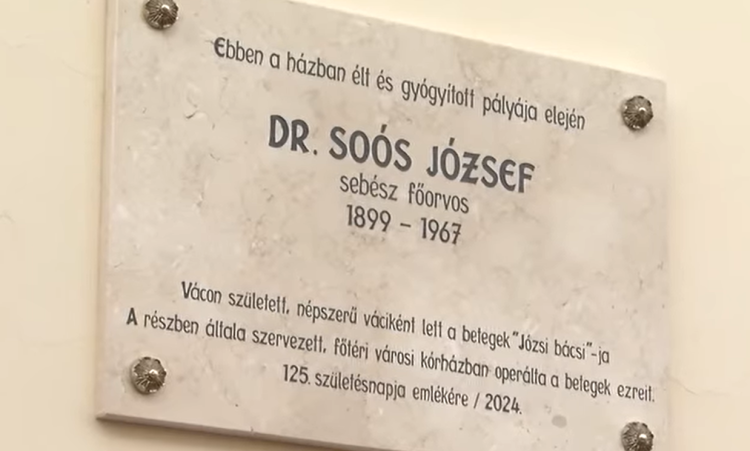 Ebben a házban élt és gyógyított pályája elején
DR. SOÓS JÓZSEF
sebész főorvos
1899 – 1967
Vácon született, népszerű váciként lett a betegek "Józsi bácsi"-ja
A részben általa szervezett, főtéri városi kórházban operálta a betegek ezreit.
125. születésnapja emlékére / 2024.